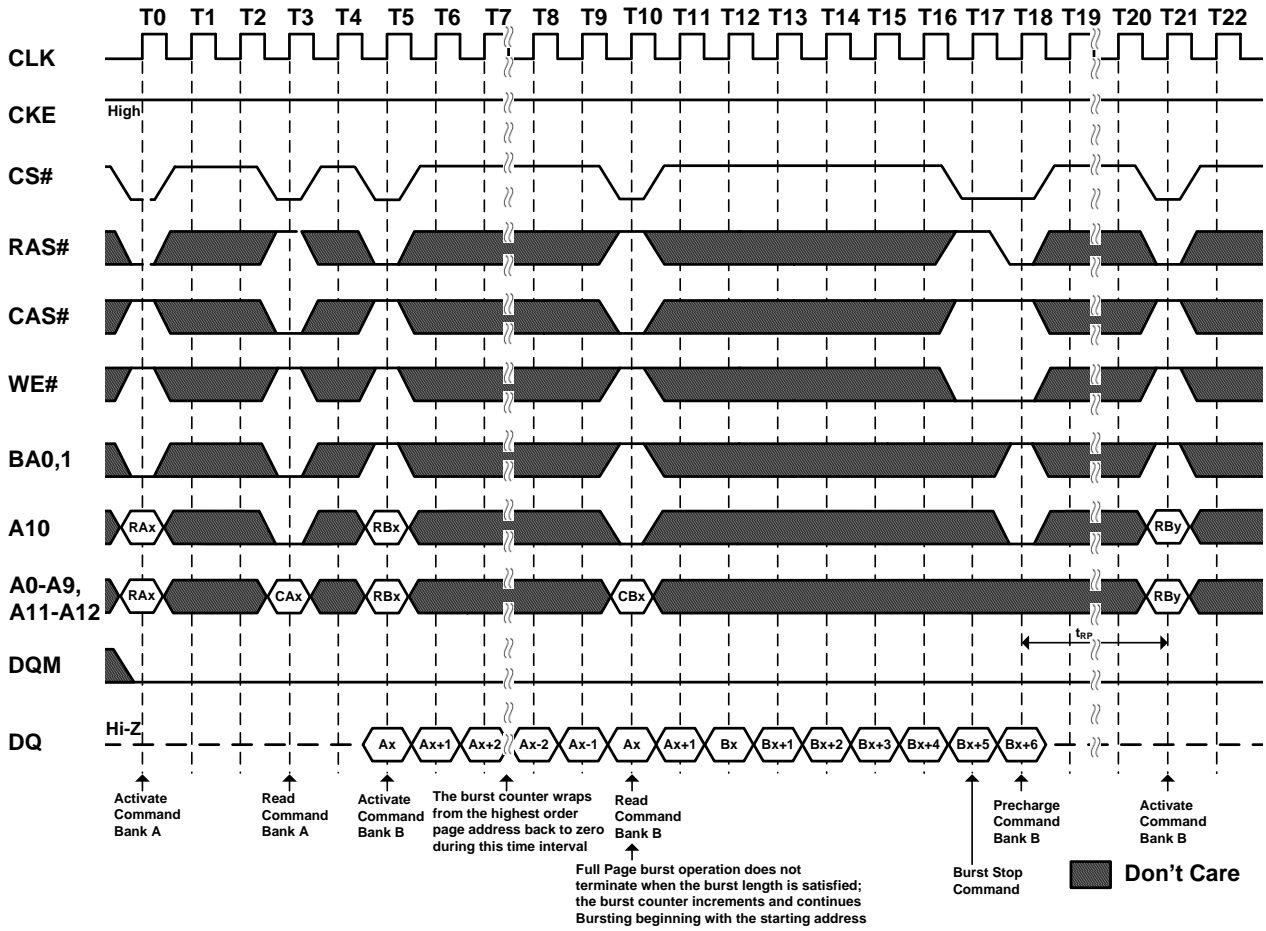 T0 T1 T2 T3 T4 T5 T6 T7 T8 T9 T10 T11 T12 T13 T14 T15 T16 T17 T18 T19 T20 T21 T22
CLK
CKE
High
CS#
RAS#
CAS#
WE#
BA0,1
A10
RAx RBx RBy
A0-A9,
A11-A12
RAx CAx RBx CBx RBy
tRP
DQM
DQ
Hi-Z
Ax Ax+1 Ax+2 Ax-2 Ax-1 Ax Ax+1 Bx Bx+1 Bx+2 Bx+3 Bx+4 Bx+5 Bx+6
Activate
Command
Bank A
Read
Command
Bank A
Activate
Command
Bank B
The burst counter wraps
from the highest order
page address back to zero
during this time interval
Read
Command
Bank B
Full Page burst operation does not
terminate when the burst length is satisfied;
the burst counter increments and continues
Bursting beginning with the starting address
Burst Stop
Command
Precharge
Command
Bank B
Activate
Command
Bank B
Don't Care